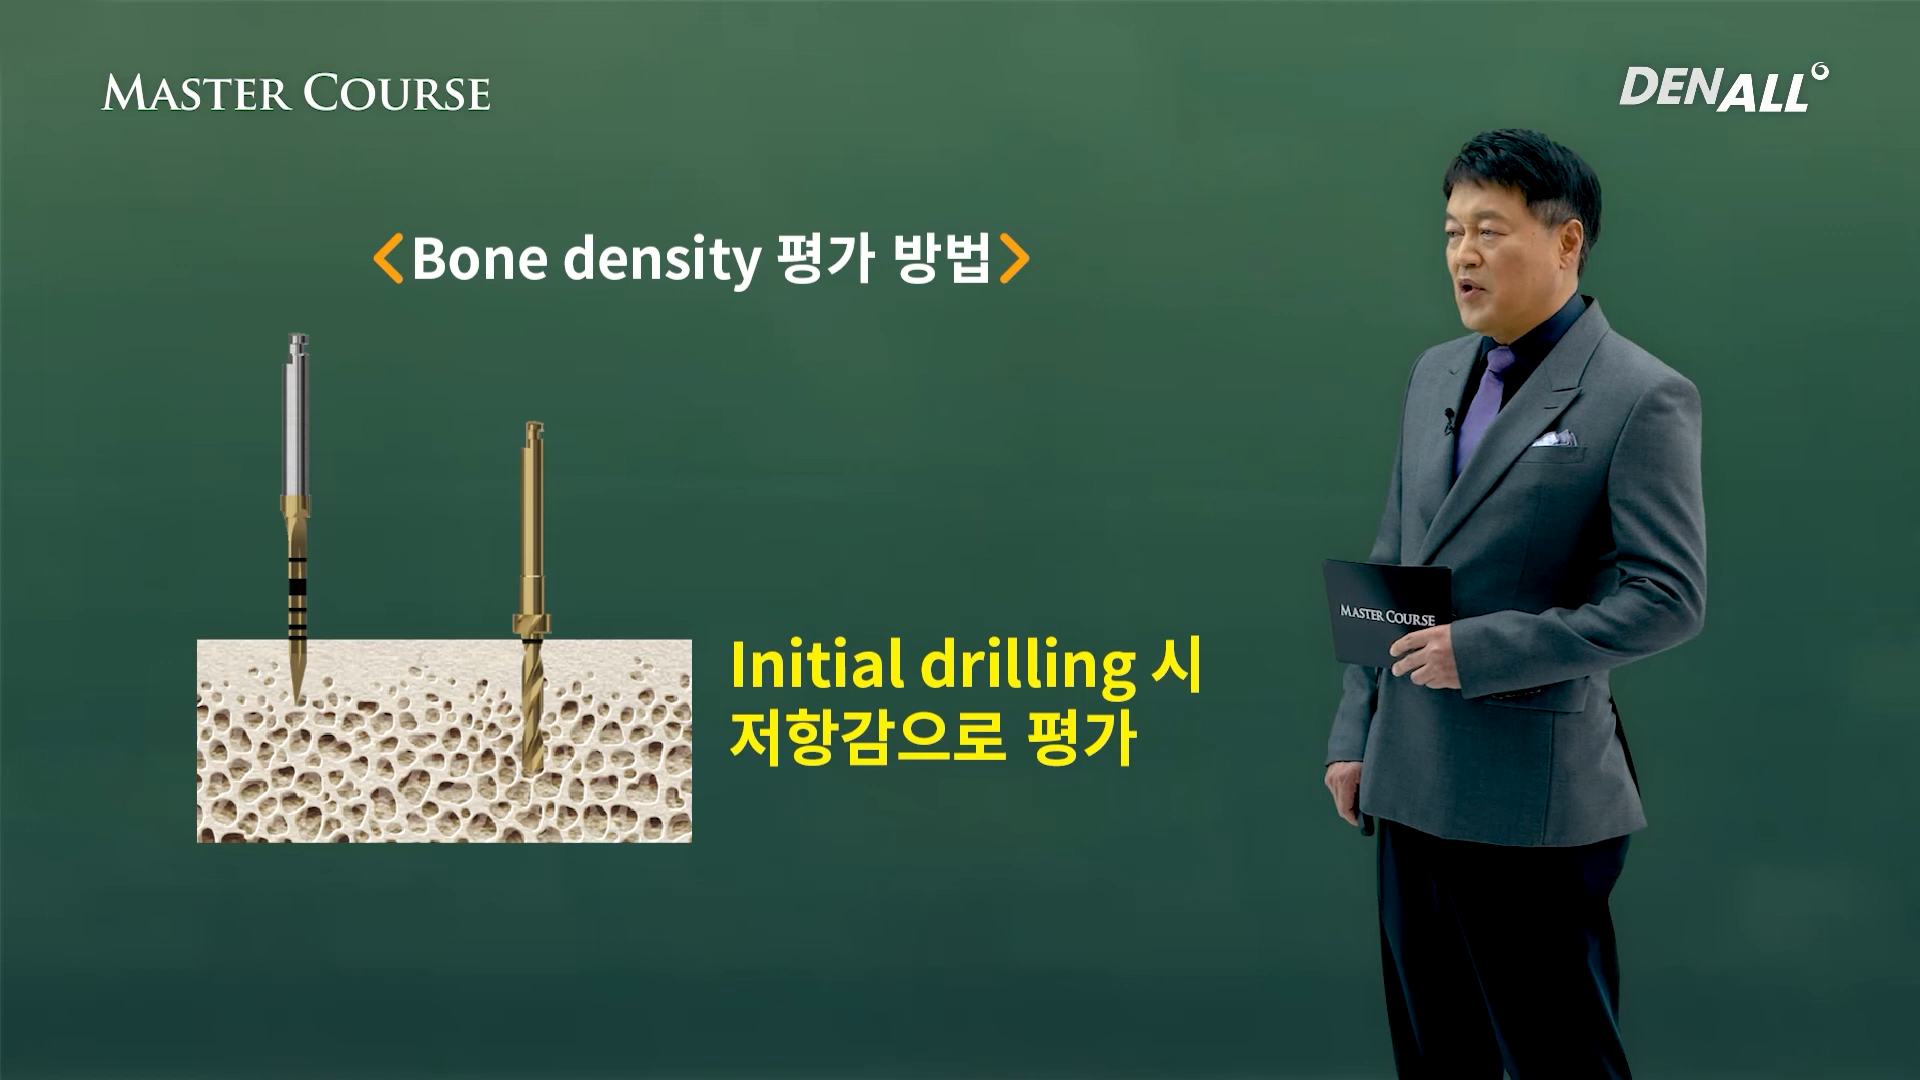 MASTER COURSE
DENALL
<Bone density 평가 방법>
Initial drilling 시
저항감으로 평가
MASTER COURSE